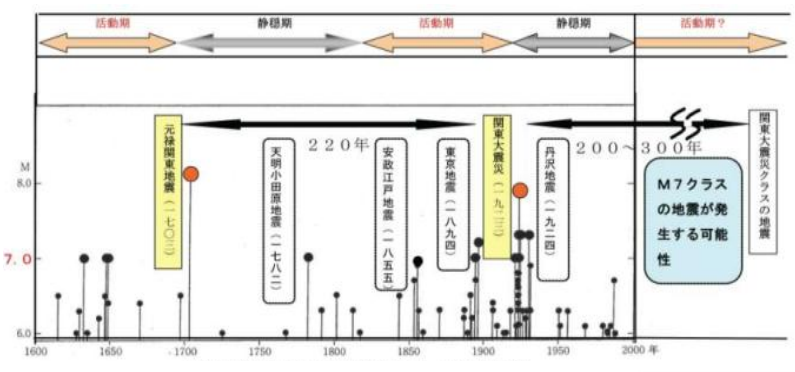 活動期
静穏期
活動期
静穏期
活動期?
元禄関東地震(一七〇三)
220年
天明小田原地震(一七八二)
安政江戸地震(一八五五)
東京地震(一八九四)
関東大震災(一九二三)
丹沢地震(一九二四)
200～300年
M7クラス
の地震が発
生する可能
性
関東大震災クラスの地震
M
8.0
7.0
6.0
1600
1650
1700
1750
1800
1850
1900
1950
2000 年